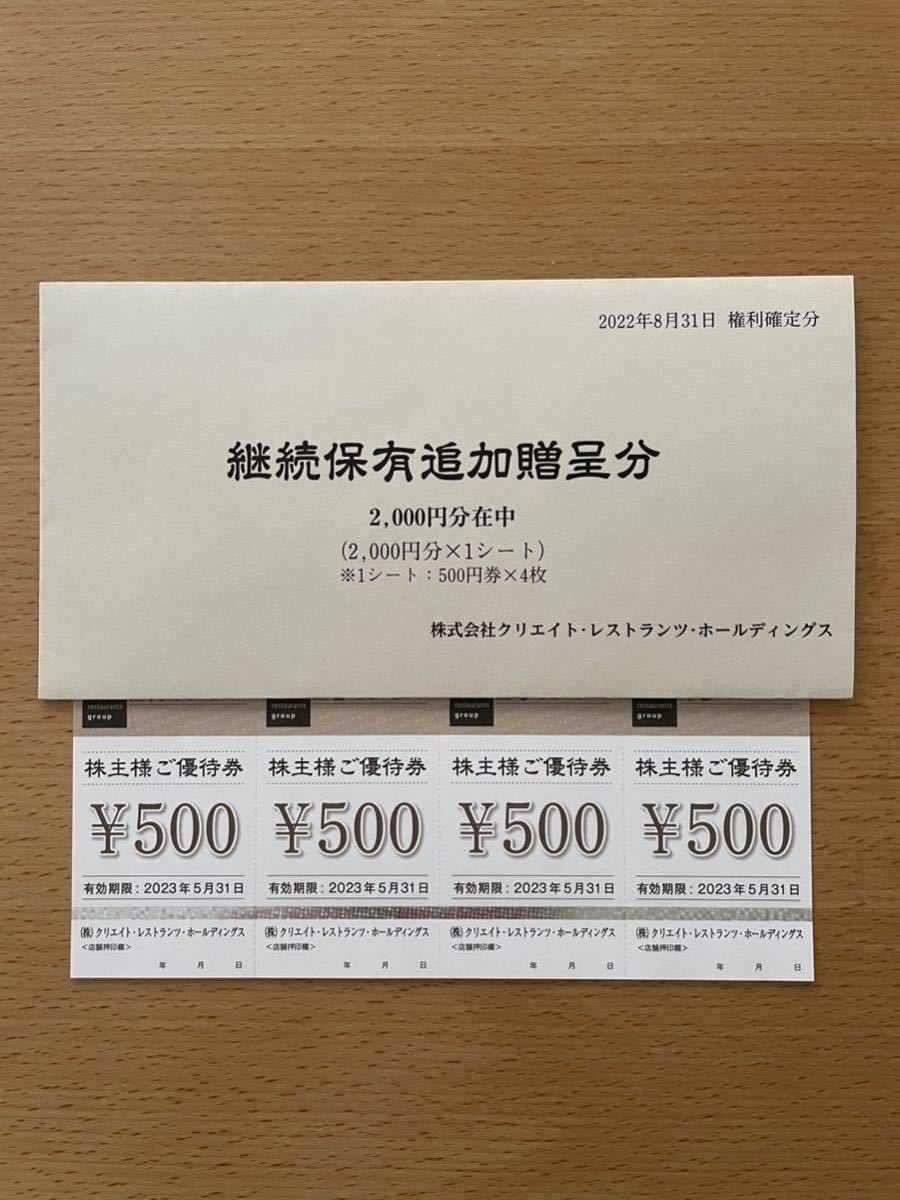 2022年8月31日 権利確定分
継続保有追加贈呈分
2,000円分在中
(2,000円分×1シート)
※1シート：500円券×4枚
株式会社クリエイト･レストランツ･ホールディングス
restaurants group restaurants group restaurants group restaurants group
株主様ご優待券 株主様ご優待券 株主様ご優待券 株主様ご優待券
¥500 ¥500 ¥500 ¥500
有効期限：2023年5月31日 有効期限：2023年5月31日 有効期限：2023年5月31日 有効期限：2023年5月31日
㈱クリエイト･レストランツ･ホールディングス ㈱クリエイト･レストランツ･ホールディングス ㈱クリエイト･レストランツ･ホールディングス ㈱クリエイト･レストランツ･ホールディングス
<店舗押印欄> <店舗押印欄> <店舗押印欄> <店舗押印欄>
年 月 日 年 月 日 年 月 日 年 月 日